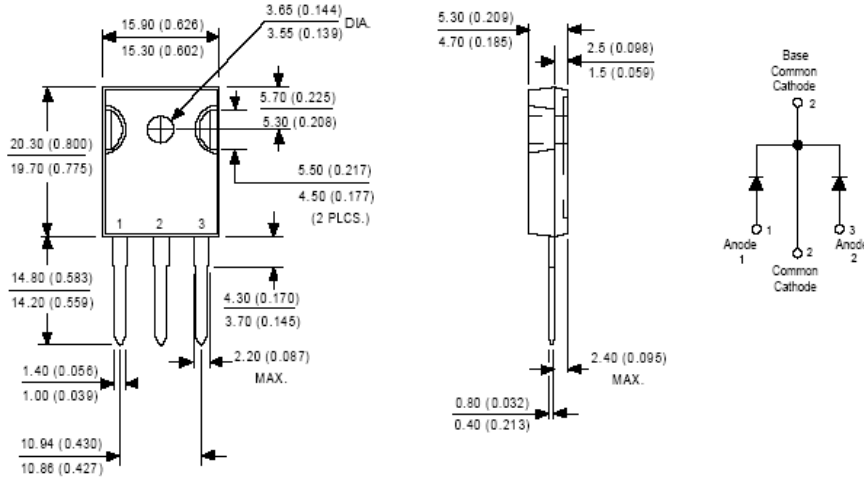 15.90 (0.626)
15.30 (0.602)
3.65 (0.144)
3.55 (0.139)
DIA.
5.70 (0.225)
5.30 (0.208)
20.30 (0.800)
19.70 (0.775)
5.50 (0.217)
4.50 (0.177)
(2 PLCS.)
1 2 3
14.80 (0.583)
14.20 (0.559)
4.30 (0.170)
3.70 (0.145)
1.40 (0.056)
1.00 (0.039)
2.20 (0.087)
MAX.
10.94 (0.430)
10.86 (0.427)
5.30 (0.209)
4.70 (0.185)
2.5 (0.098)
1.5 (0.059)
2.40 (0.095)
MAX.
0.80 (0.032)
0.40 (0.213)
Base
Common
Cathode
2
1
Anode
1
2
Common
Cathode
3
Anode
2